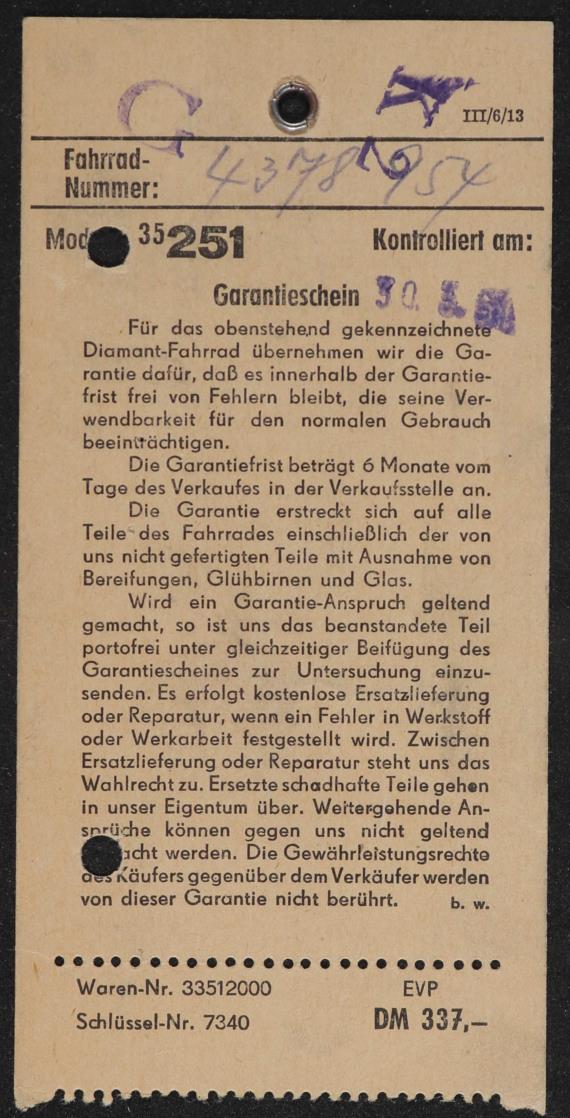 III/6/13
Fahrrad-
Nummer: 4378954
35251 Kontrolliert am:
Garantieschein 30.
Für das obenstehend gekennzeichnete
Diamant-Fahrrad übernehmen wir die Ga-
rantie dafür, daß es innerhalb der Garantie-
frist frei von Fehlern bleibt, die seine Ver-
wendbarkeit für den normalen Gebrauch
beeinträchtigen.
Die Garantiefrist beträgt 6 Monate vom
Tage des Verkaufes in der Verkaufsstelle an.
Die Garantie erstreckt sich auf alle
Teile des Fahrrades einschließlich der von
uns nicht gefertigten Teile mit Ausnahme von
Bereifungen, Glühbirnen und Glas.
Wird ein Garantie-Anspruch geltend
gemacht, so ist uns das beanstandete Teil
portofrei unter gleichzeitiger Beifügung des
Garantiescheines zur Untersuchung einzu-
senden. Es erfolgt kostenlose Ersatzlieferung
oder Reparatur, wenn ein Fehler in Werkstoff
oder Werkarbeit festgestellt wird. Zwischen
Ersatzlieferung oder Reparatur steht uns das
Wahlrecht zu. Ersetzte schadhafte Teile gehen
in unser Eigentum über. Weitergehende An-
sprüche können gegen uns nicht geltend
acht werden. Die Gewährleistungsrechte
des Käufers gegenüber dem Verkäufer werden
von dieser Garantie nicht berührt. b. w.
Waren-Nr. 33512000 EVP
Schlüssel-Nr. 7340 DM 337,—